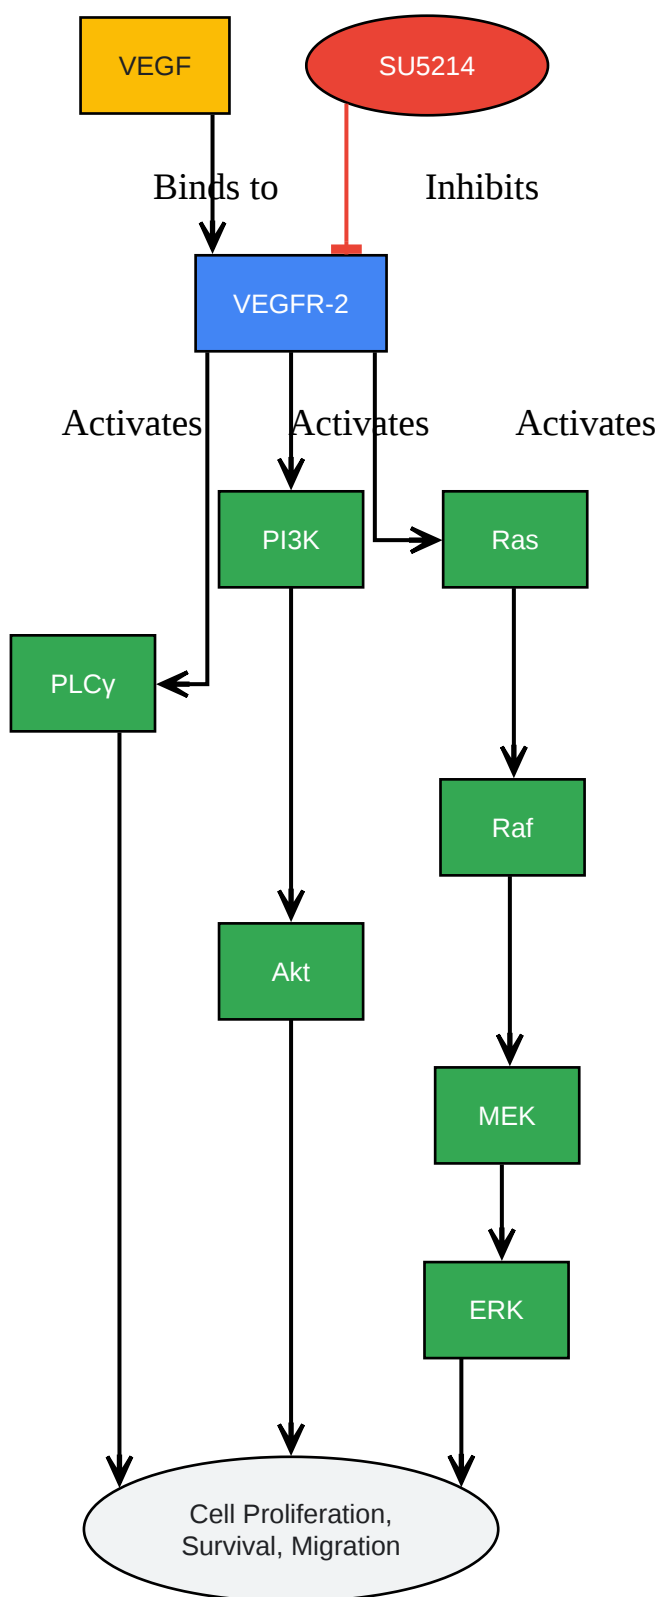 VEGF
SU5214
Binds to
Inhibits
VEGFR-2
Activates
Activates
Activates
PI3K
Ras
PLCγ
Raf
Akt
MEK
ERK
Cell Proliferation,
Survival, Migration